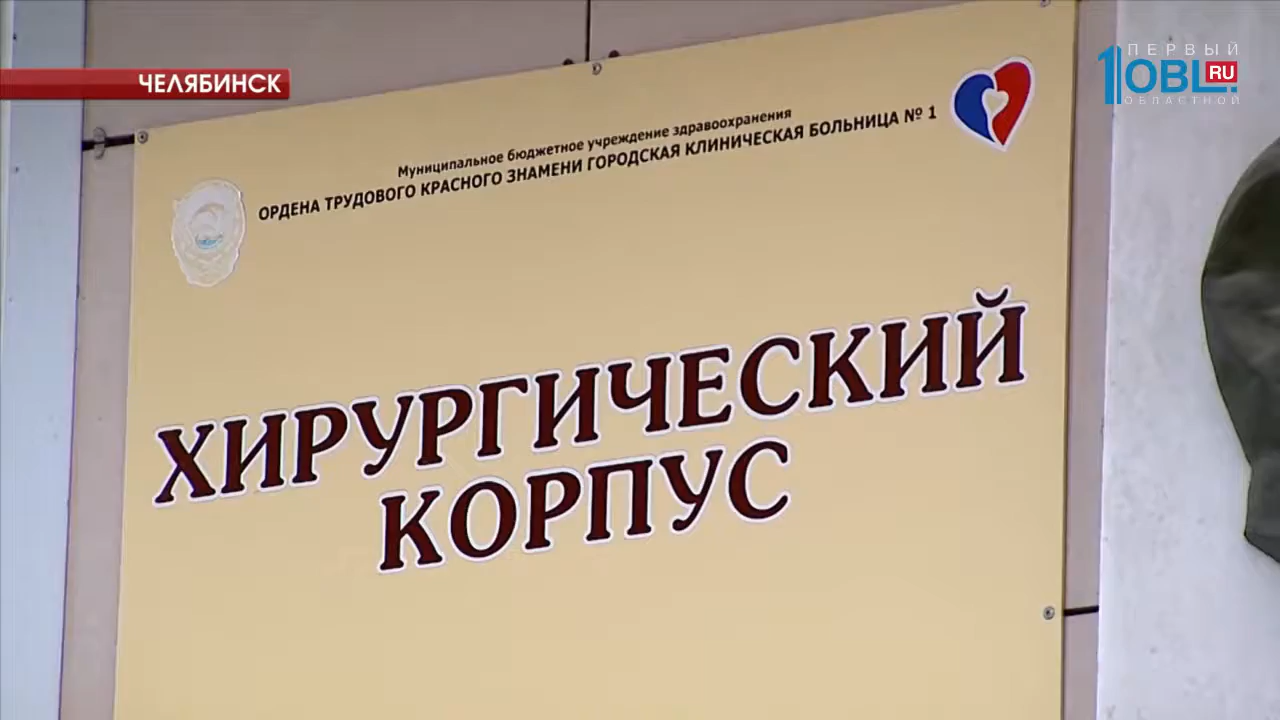 ЧЕЛЯБИНСК
ПЕРВЫЙ
1OBL.RU
ОБЛАСТНОЙ
Муниципальное бюджетное учреждение здравоохранения
ОРДЕНА ТРУДОВОГО КРАСНОГО ЗНАМЕНИ ГОРОДСКАЯ КЛИНИЧЕСКАЯ БОЛЬНИЦА № 1
ХИРУРГИЧЕСКИЙ
КОРПУС